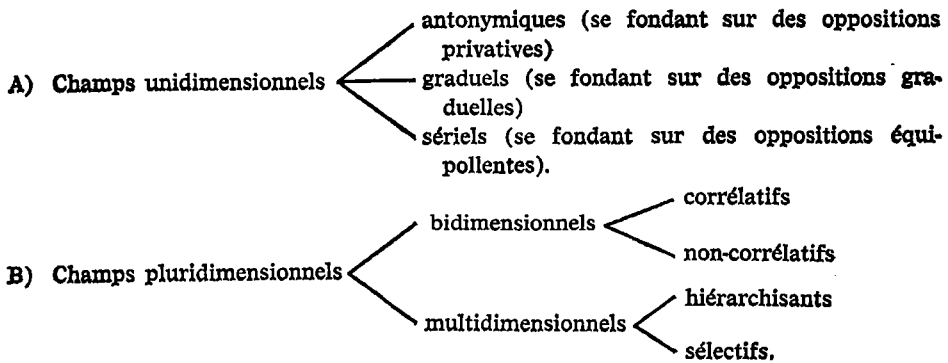 antonymiques (se fondant sur des oppositions
privatives)
A) Champs unidimensionnels
graduels (se fondant sur des oppositions gra-
duelles)
sériels (se fondant sur des oppositions équi-
pollentes).
corrélatifs
bidimensionnels
non-corrélatifs
B) Champs pluridimensionnels
hiérarchisants
multidimensionnels
sélectifs.